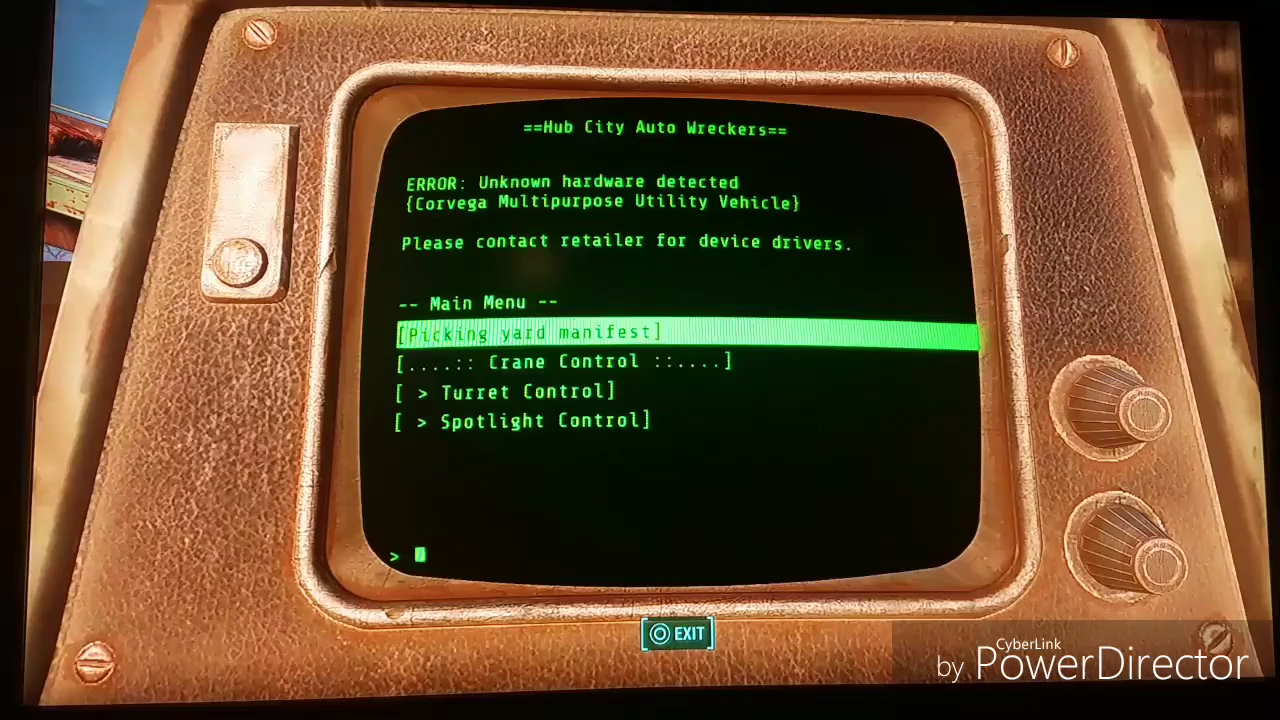 ==Hub City Auto Wreckers==
ERROR: Unknown hardware detected
{Corvega Multipurpose Utility Vehicle}
Please contact retailer for device drivers.
-- Main Menu --
[Picking yard manifest]
[....:: Crane Control ::....]
[ > Turret Control]
[ > Spotlight Control]
>
EXIT
CyberLink
by PowerDirector